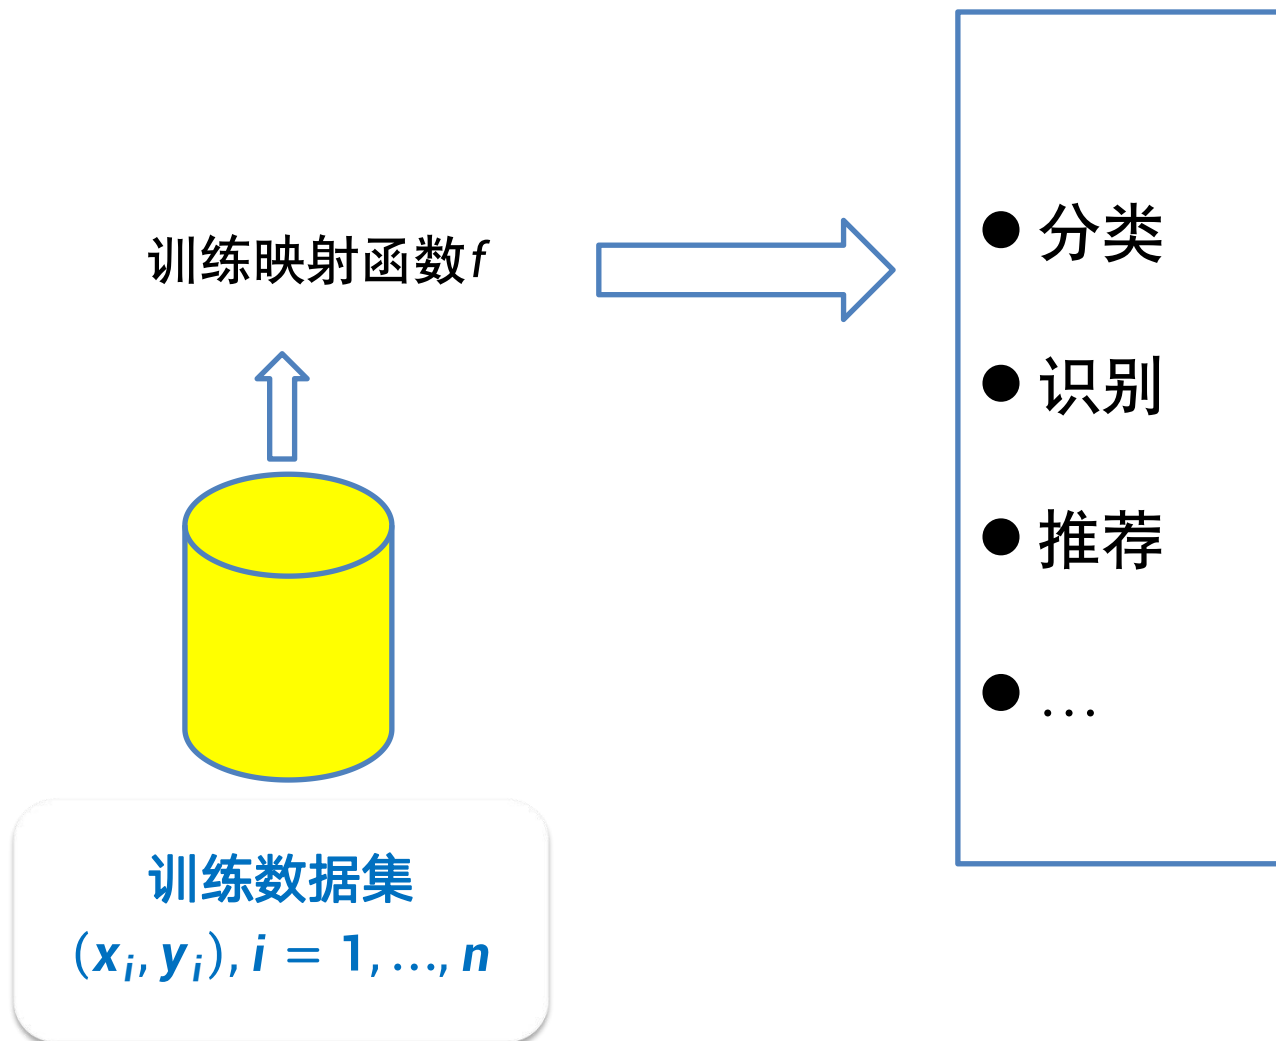 训练映射函数f
● 分类
● 识别
● 推荐
● …
训练数据集
(xᵢ, yᵢ), i = 1, …, n